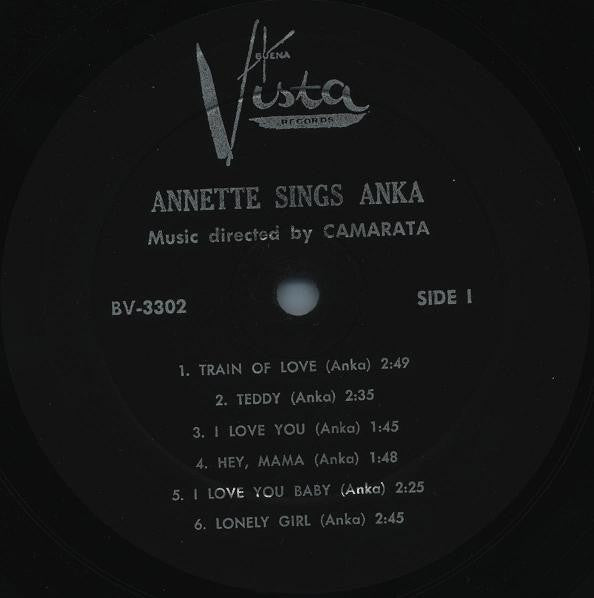 BUENA
Vista
RECORDS
ANNETTE SINGS ANKA
Music directed by CAMARATA
BV-3302
SIDE 1
1. TRAIN OF LOVE (Anka) 2:49
2. TEDDY (Anka) 2:35
3. I LOVE YOU (Anka) 1:45
4. HEY, MAMA (Anka) 1:48
5. I LOVE YOU BABY (Anka) 2:25
6. LONELY GIRL (Anka) 2:45